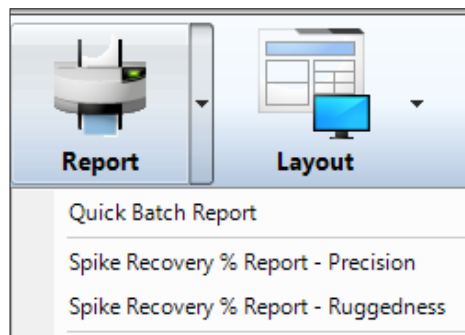 Report
Layout
Quick Batch Report
Spike Recovery % Report - Precision
Spike Recovery % Report - Ruggedness